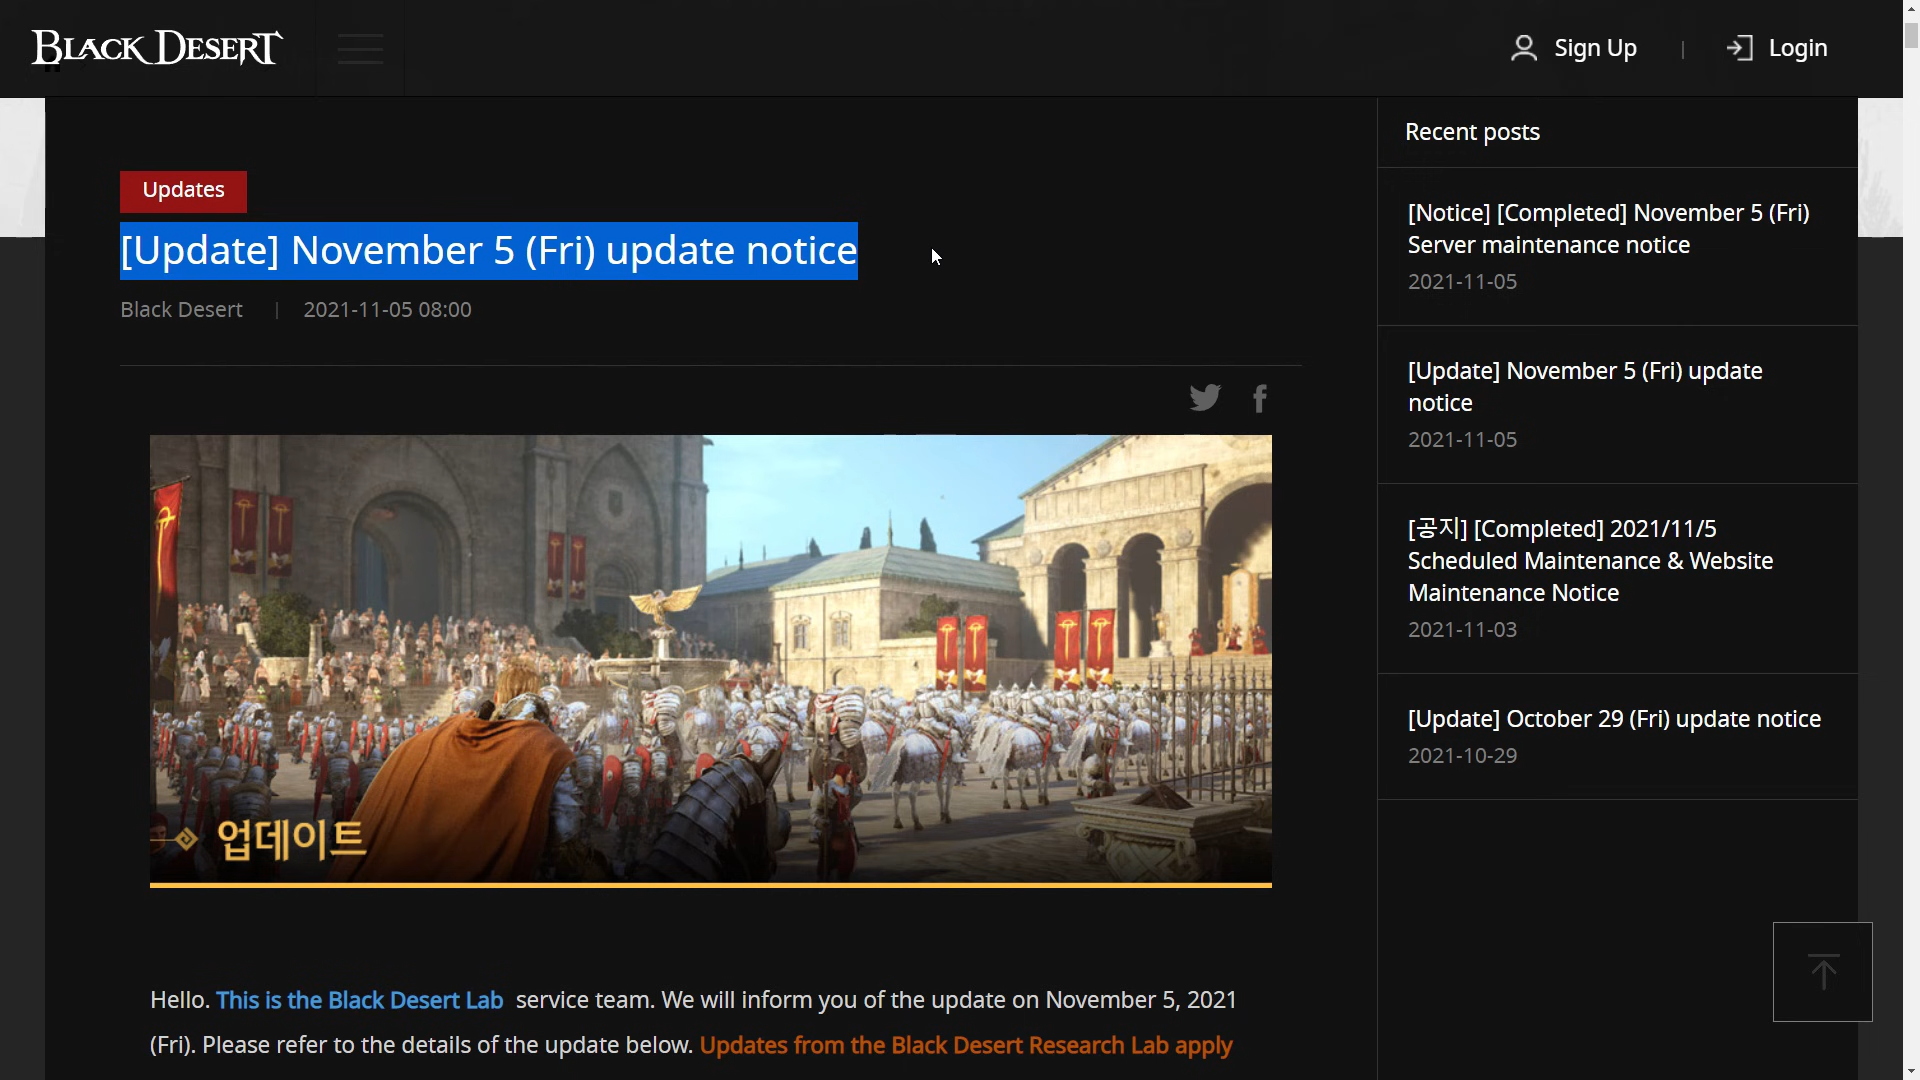 BLACK DESERT
Sign Up
Login
Updates
[Update] November 5 (Fri) update notice
Black Desert | 2021-11-05 08:00
업데이트
Hello. This is the Black Desert Lab service team. We will inform you of the update on November 5, 2021
(Fri). Please refer to the details of the update below. Updates from the Black Desert Research Lab apply
Recent posts
[Notice] [Completed] November 5 (Fri)
Server maintenance notice
2021-11-05
[Update] November 5 (Fri) update
notice
2021-11-05
[공지] [Completed] 2021/11/5
Scheduled Maintenance & Website
Maintenance Notice
2021-11-03
[Update] October 29 (Fri) update notice
2021-10-29